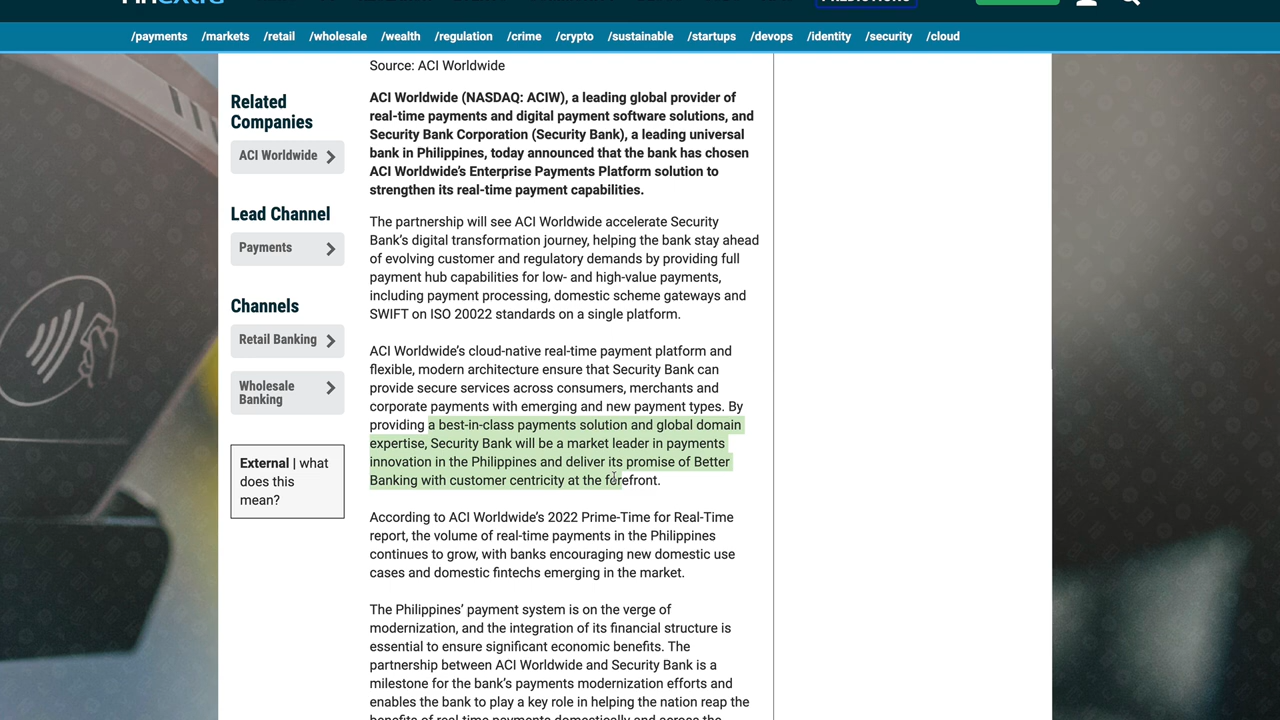 /payments /markets /retail /wholesale /wealth /regulation /crime /crypto /sustainable /startups /devops /identity /security /cloud
Related
Companies
ACI Worldwide
Lead Channel
Payments
Channels
Retail Banking
Wholesale
Banking
External | what
does this
mean?
Source: ACI Worldwide
ACI Worldwide (NASDAQ: ACIW), a leading global provider of
real-time payments and digital payment software solutions, and
Security Bank Corporation (Security Bank), a leading universal
bank in Philippines, today announced that the bank has chosen
ACI Worldwide's Enterprise Payments Platform solution to
strengthen its real-time payment capabilities.
The partnership will see ACI Worldwide accelerate Security
Bank's digital transformation journey, helping the bank stay ahead
of evolving customer and regulatory demands by providing full
payment hub capabilities for low- and high-value payments,
including payment processing, domestic scheme gateways and
SWIFT on ISO 20022 standards on a single platform.
ACI Worldwide's cloud-native real-time payment platform and
flexible, modern architecture ensure that Security Bank can
provide secure services across consumers, merchants and
corporate payments with emerging and new payment types. By
providing a best-in-class payments solution and global domain
expertise, Security Bank will be a market leader in payments
innovation in the Philippines and deliver its promise of Better
Banking with customer centricity at the forefront.
According to ACI Worldwide's 2022 Prime-Time for Real-Time
report, the volume of real-time payments in the Philippines
continues to grow, with banks encouraging new domestic use
cases and domestic fintechs emerging in the market.
The Philippines' payment system is on the verge of
modernization, and the integration of its financial structure is
essential to ensure significant economic benefits. The
partnership between ACI Worldwide and Security Bank is a
milestone for the bank's payments modernization efforts and
enables the bank to play a key role in helping the nation reap the
benefits of real-time payments domestically and across the